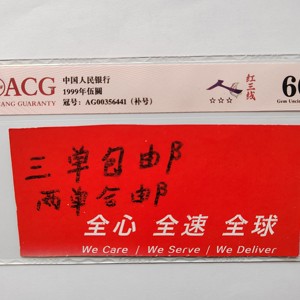 ACG
ANG GUARANTY
中国人民银行
1999年伍圆
冠号:AG00356441(补号)
红三线
☆☆☆
66
Gem Unci
三单包邮
两单全邮
全心 全速 全球
We Care / We Serve / We Deliver